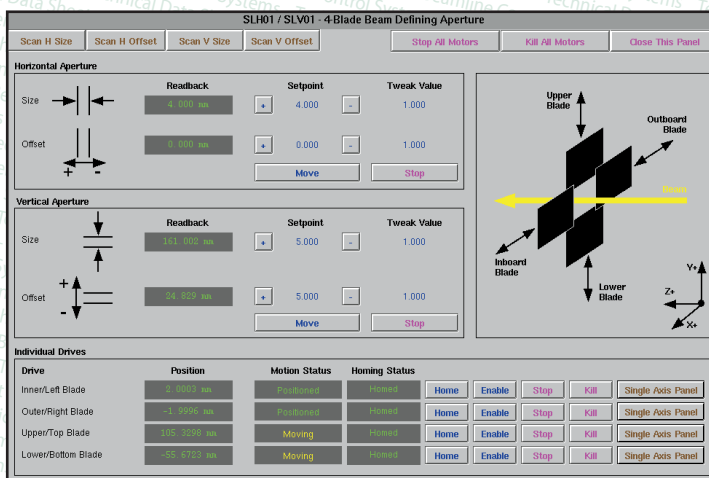 SLH01 / SLV01 - 4-Blade Beam Defining Aperture
Scan H Size Scan H Offset Scan V Size Scan V Offset Stop All Motors Kill All Motors Close This Panel
Horizontal Aperture
Readback Setpoint Tweak Value
Size 4.000 mm + 4.000 - 1.000
Offset 0.000 mm + 0.000 - 1.000
+ - Move Stop
Vertical Aperture
Readback Setpoint Tweak Value
Size 161.002 mm + 5.000 - 1.000
+
Offset 24.829 mm + 5.000 - 1.000
-
Move Stop
Upper
Blade
Outboard
Blade
Beam
Inboard
Blade
Lower
Blade
Y+
Z+
X+
Individual Drives
Drive Position Motion Status Homing Status
Inner/Left Blade 2.0003 mm Positioned Homed Home Enable Stop Kill Single Axis Panel
Outer/Right Blade -1.9996 mm Positioned Homed Home Enable Stop Kill Single Axis Panel
Upper/Top Blade 105.3298 mm Moving Homed Home Enable Stop Kill Single Axis Panel
Lower/Bottom Blade -55.6723 mm Moving Homed Home Enable Stop Kill Single Axis Panel